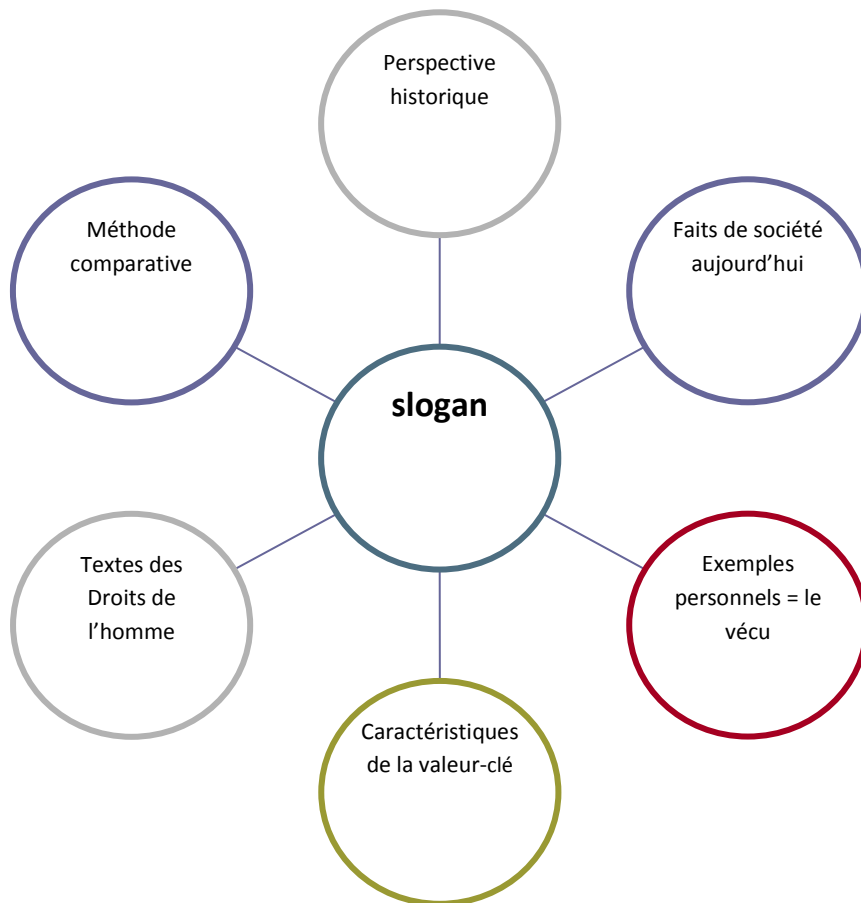 Perspective
historique
Méthode
comparative
Faits de société
aujourd’hui
slogan
Textes des
Droits de
l’homme
Exemples
personnels = le
vécu
Caractéristiques
de la valeur-clé